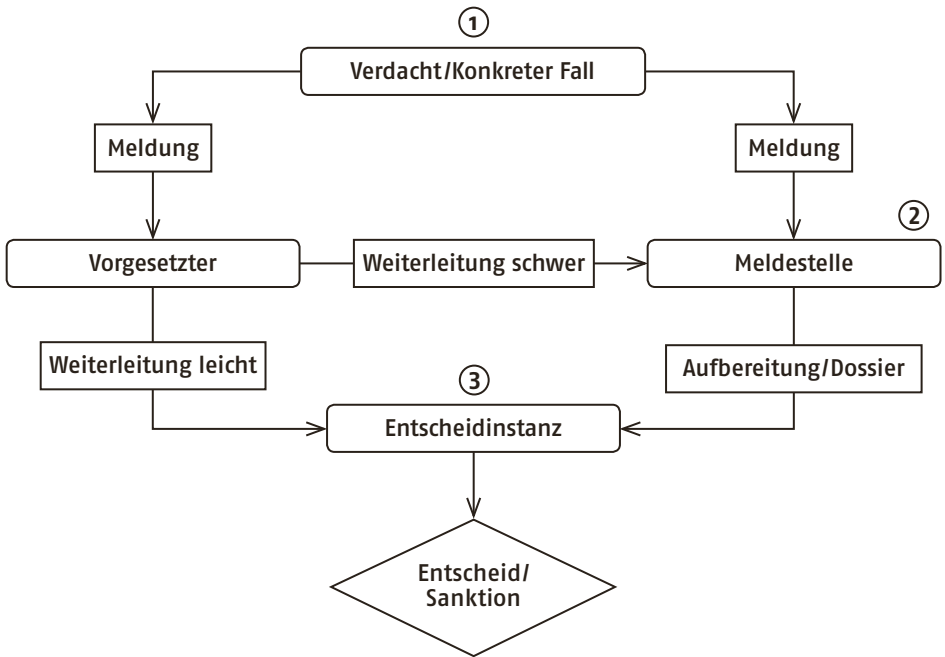 1
Verdacht/Konkreter Fall
Meldung
Meldung
2
Vorgesetzter
Weiterleitung schwer
Meldestelle
Weiterleitung leicht
Aufbereitung/Dossier
3
Entscheidinstanz
Entscheid/
Sanktion